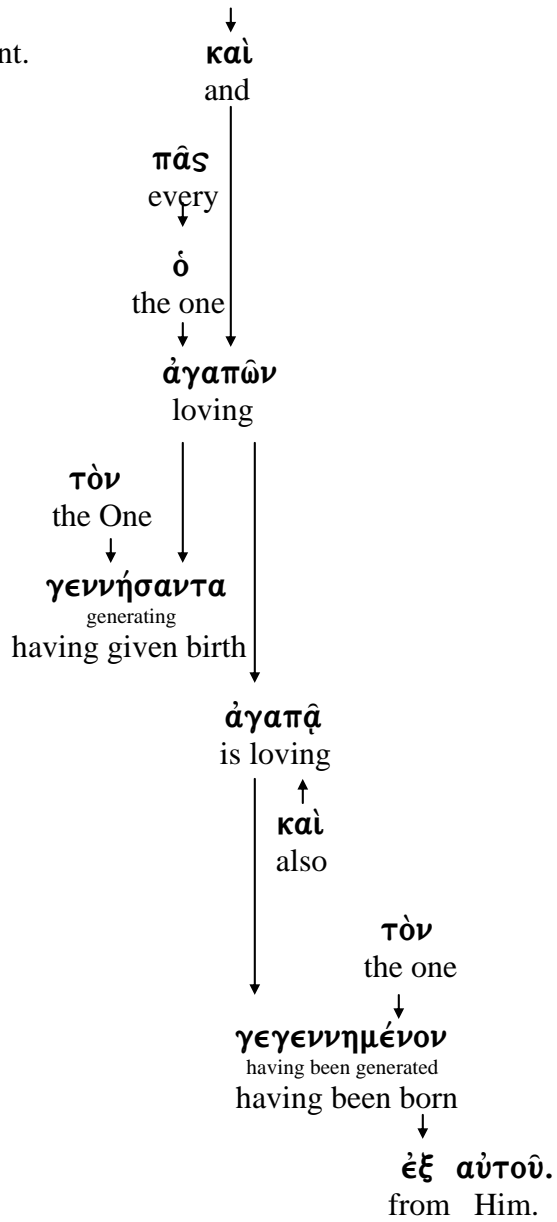 nt.
καὶ
and
πᾶς
every
ὁ
the one
ἀγαπῶν
loving
τὸν
the One
γεννήσαντα
generating
having given birth
ἀγαπᾷ
is loving
καὶ
also
τὸν
the one
γεγεννημένον
having been generated
having been born
ἐξ αὐτοῦ.
from Him.